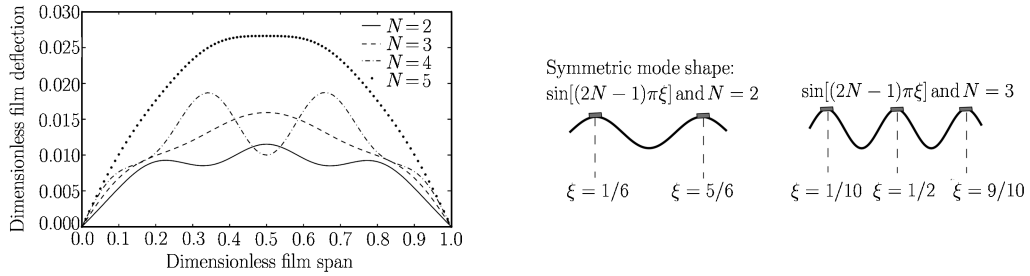 Dimensionless film deflection
0.030
0.025
0.020
0.015
0.010
0.005
0.000
N = 2
N = 3
N = 4
N = 5
0.0 0.1 0.2 0.3 0.4 0.5 0.6 0.7 0.8 0.9 1.0
Dimensionless film span
Symmetric mode shape:
sin[(2N − 1)πξ] and N = 2
ξ = 1/6 ξ = 5/6
sin[(2N − 1)πξ] and N = 3
ξ = 1/10 ξ = 1/2 ξ = 9/10